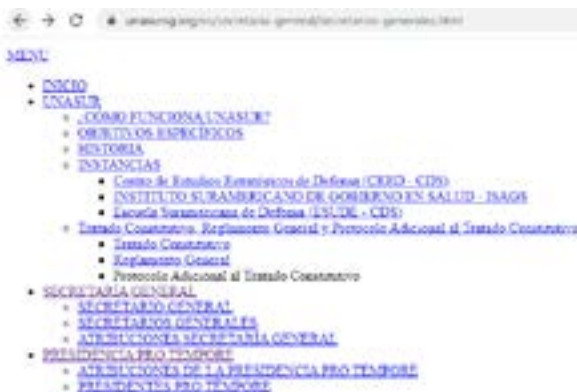 MENU
INICIO
UNASUR
¿CÓMO FUNCIONA UNASUR?
OBJETIVOS ESPECÍFICOS
HISTORIA
INSTANCIAS
Centro de Estudios Estratégicos de Defensa (CEED - CDS)
INSTITUTO SURAMERICANO DE GOBIERNO EN SALUD - ISAGS
Escuela Suramericana de Defensa (ESUDE - CDS)
Tratado Constitutivo, Reglamento General y Protocolo Adicional al Tratado Constitutivo
Tratado Constitutivo
Reglamento General
Protocolo Adicional al Tratado Constitutivo
SECRETARÍA GENERAL
SECRETARIO GENERAL
SECRETARIOS GENERALES
ATRIBUCIONES SECRETARÍA GENERAL
PRESIDENCIA PRO TEMPORE
ATRIBUCIONES DE LA PRESIDENCIA PRO TEMPORE
PRESIDENTES PRO TEMPORE